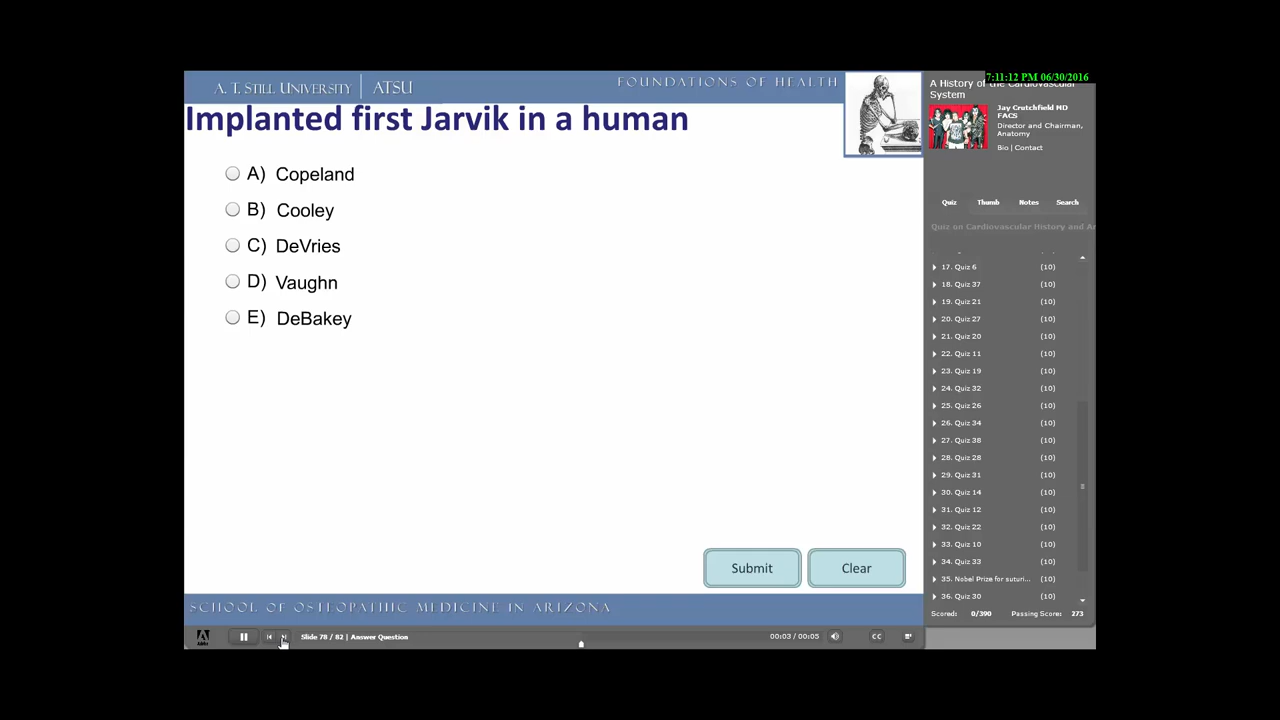 A. T. STILL UNIVERSITY | ATSU
FOUNDATIONS OF HEALTH
7:11:12 PM 06/30/2016
Implanted first Jarvik in a human
A) Copeland
B) Cooley
C) DeVries
D) Vaughn
E) DeBakey
Submit
Clear
SCHOOL OF OSTEOPATHIC MEDICINE IN ARIZONA
Slide 78 / 82 | Answer Question
00:03 / 00:05
CC
A History of the Cardiovascular
System
Jay Crutchfield MD
FACS
Director and Chairman,
Anatomy
Bio | Contact
Quiz Thumb Notes Search
Quiz on Cardiovascular History and
17. Quiz 6 (10)
18. Quiz 37 (10)
19. Quiz 21 (10)
20. Quiz 27 (10)
21. Quiz 20 (10)
22. Quiz 11 (10)
23. Quiz 19 (10)
24. Quiz 32 (10)
25. Quiz 26 (10)
26. Quiz 34 (10)
27. Quiz 38 (10)
28. Quiz 28 (10)
29. Quiz 31 (10)
30. Quiz 14 (10)
31. Quiz 12 (10)
32. Quiz 22 (10)
33. Quiz 10 (10)
34. Quiz 33 (10)
35. Nobel Prize for suturi... (10)
36. Quiz 30 (10)
Scored: 0/390 Passing Score: 273